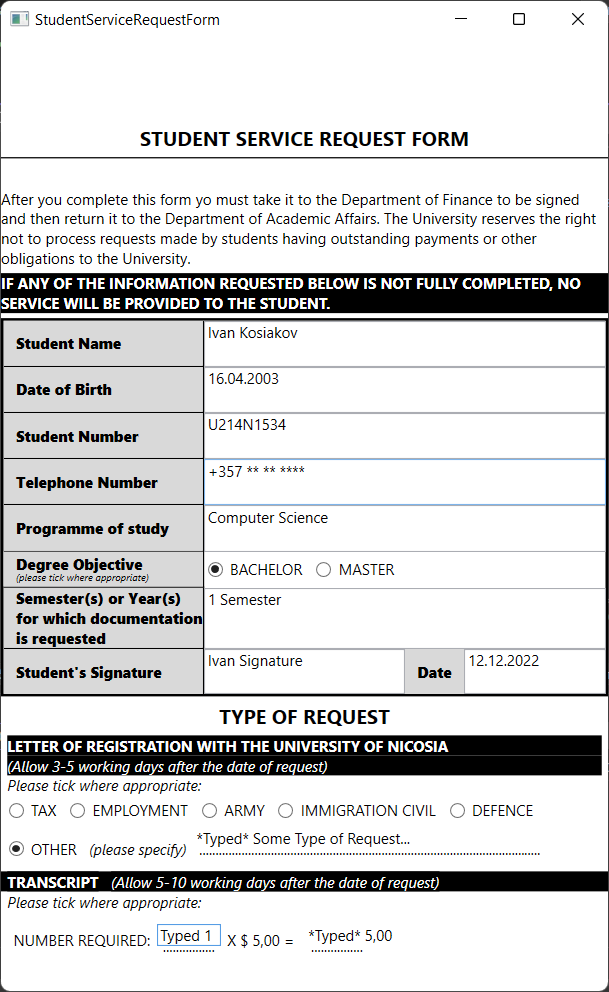 StudentServiceRequestForm
STUDENT SERVICE REQUEST FORM
After you complete this form yo must take it to the Department of Finance to be signed
and then return it to the Department of Academic Affairs. The University reserves the right
not to process requests made by students having outstanding payments or other
obligations to the University.
IF ANY OF THE INFORMATION REQUESTED BELOW IS NOT FULLY COMPLETED, NO
SERVICE WILL BE PROVIDED TO THE STUDENT.
Student Name Ivan Kosiakov
Date of Birth 16.04.2003
Student Number U214N1534
Telephone Number +357 ** ** ****
Programme of study Computer Science
Degree Objective BACHELOR MASTER
(please tick where appropriate)
Semester(s) or Year(s) 1 Semester
for which documentation
is requested
Student's Signature Ivan Signature Date 12.12.2022
TYPE OF REQUEST
LETTER OF REGISTRATION WITH THE UNIVERSITY OF NICOSIA
(Allow 3-5 working days after the date of request)
Please tick where appropriate:
TAX EMPLOYMENT ARMY IMMIGRATION CIVIL DEFENCE
OTHER (please specify) *Typed* Some Type of Request...
TRANSCRIPT (Allow 5-10 working days after the date of request)
Please tick where appropriate:
NUMBER REQUIRED: Typed 1 X $ 5,00 = *Typed* 5,00